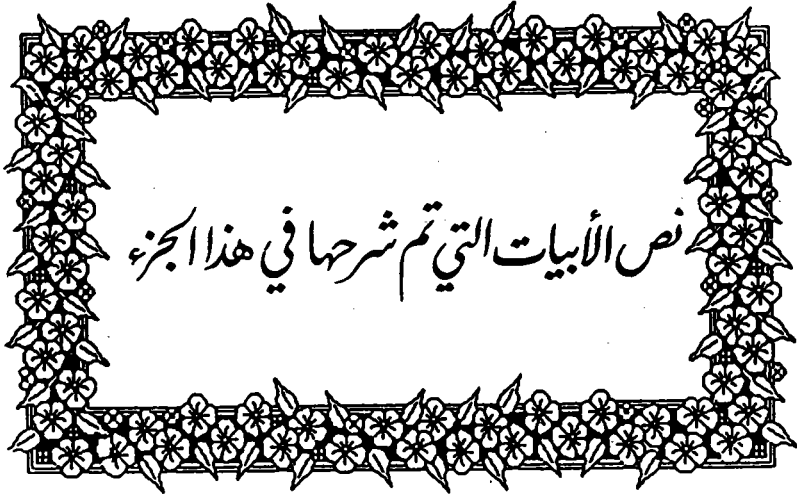 نص الأبيات التي تم شرحها في هذا الجزء